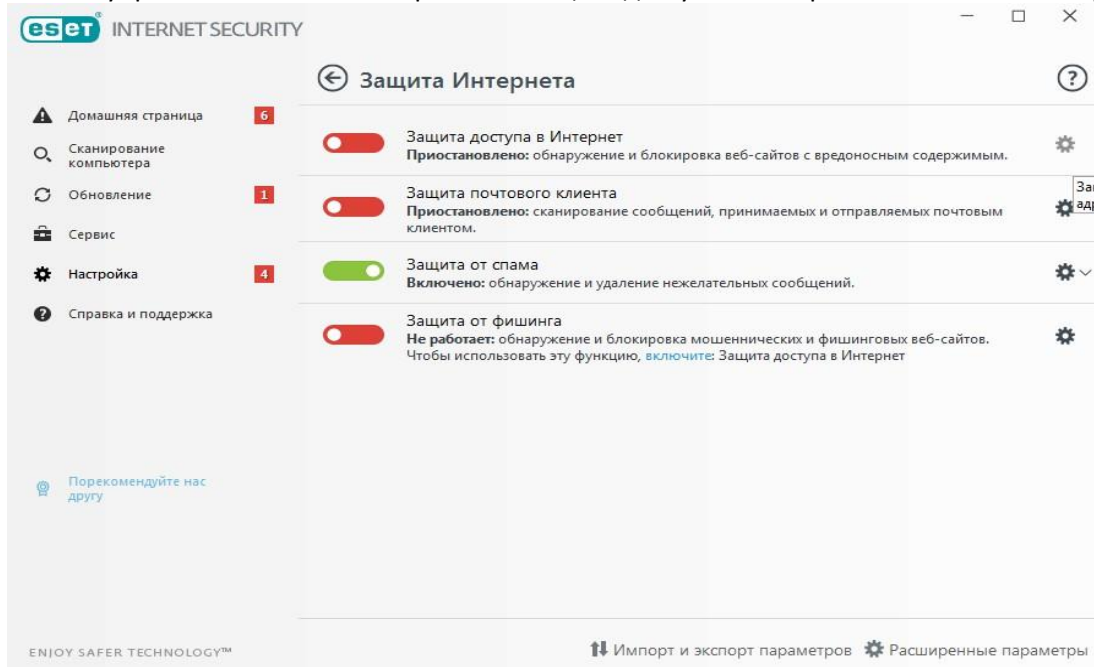 eset INTERNET SECURITY
Защита Интернета
Домашняя страница 6
Сканирование
компьютера
Обновление 1
Сервис
Настройка 4
Справка и поддержка
Порекомендуйте нас
другу
Защита доступа в Интернет
Приостановлено: обнаружение и блокировка веб-сайтов с вредоносным содержимым.
Защита почтового клиента
Приостановлено: сканирование сообщений, принимаемых и отправляемых почтовым
клиентом.
Защита от спама
Включено: обнаружение и удаление нежелательных сообщений.
Защита от фишинга
Не работает: обнаружение и блокировка мошеннических и фишинговых веб-сайтов.
Чтобы использовать эту функцию, включите: Защита доступа в Интернет
ENJOY SAFER TECHNOLOGY™
Импорт и экспорт параметров Расширенные параметры